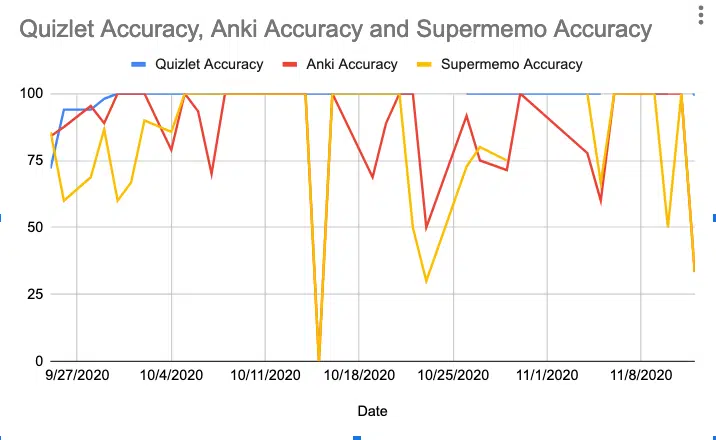 Quizlet Accuracy, Anki Accuracy and Supermemo Accuracy
Quizlet Accuracy Anki Accuracy Supermemo Accuracy
100
75
50
25
0
9/27/2020 10/4/2020 10/11/2020 10/18/2020 10/25/2020 11/1/2020 11/8/2020
Date